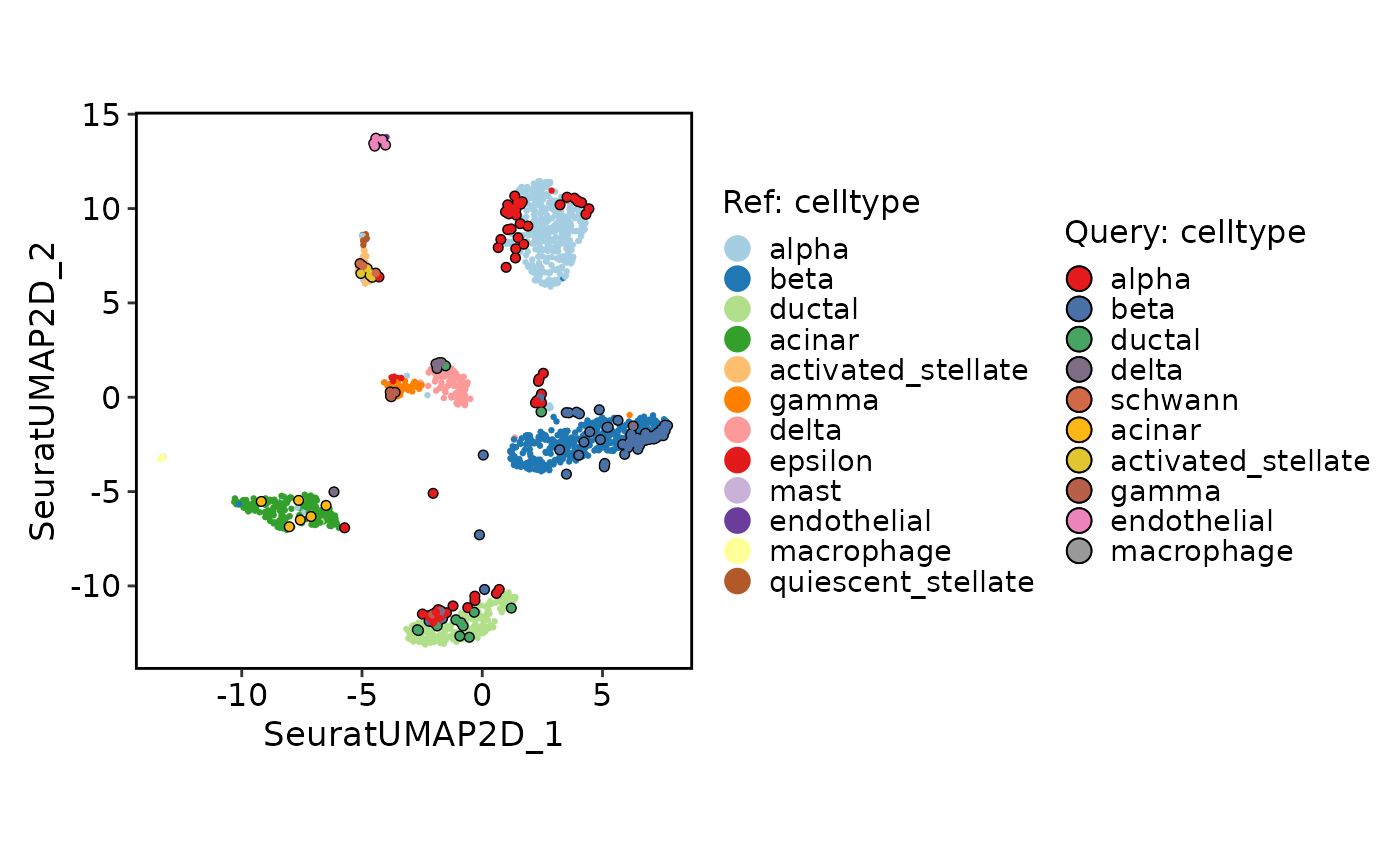 15
10
5
0
-5
-10
-10
-5
0
5
SeuratUMAP2D_1
SeuratUMAP2D_2
Ref: celltype
alpha
beta
ductal
acinar
activated_stellate
gamma
delta
epsilon
mast
endothelial
macrophage
quiescent_stellate
Query: celltype
alpha
beta
ductal
delta
schwann
acinar
activated_stellate
gamma
endothelial
macrophage